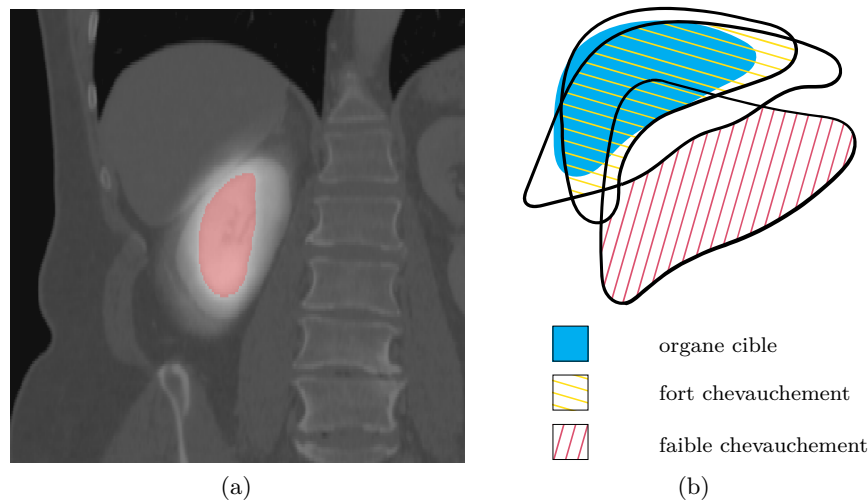 organe cible
fort chevauchement
faible chevauchement
(a)
(b)